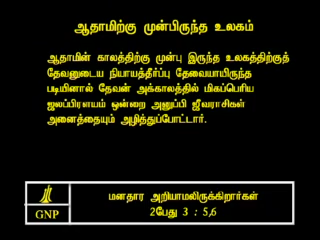 ஆதாமிற்கு முன்பிருந்த உலகம்
ஆதாமின் காலத்திற்கு முன்பு இருந்த உலகத்திற்குத்
தேவனுடைய நியாயத்தீர்ப்பு தேவையாயிருந்த
படியினால் தேவன் அக்காலத்தில் மிகப்பெரிய
ஜலப்பிரளயம் ஒன்றை அனுப்பி ஜீவராசிகள்
அனைத்தையும் அழித்துப்போட்டார்.
மனதார அறியாமலிருக்கிறார்கள்
GNP
2பேது 3 : 5,6